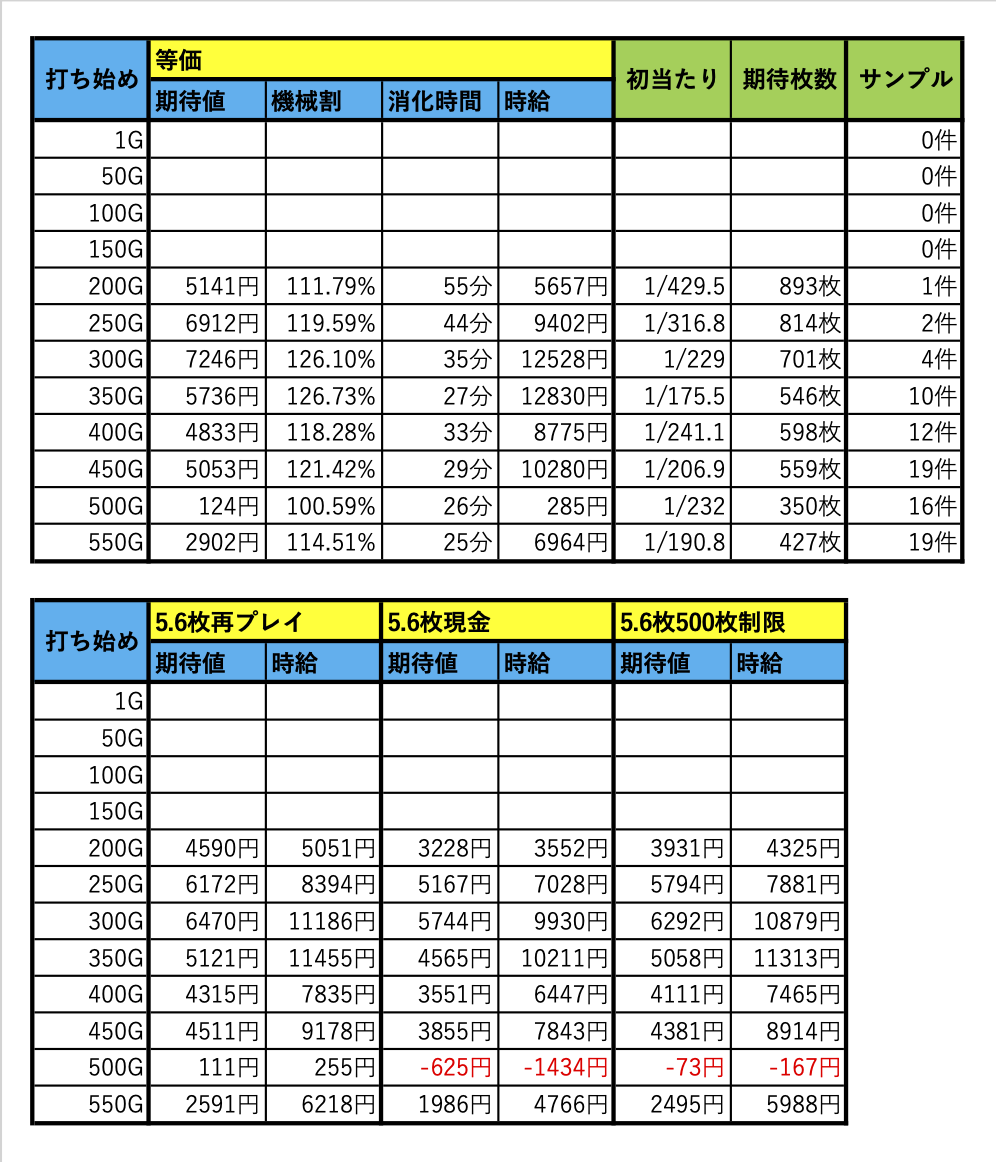 打ち始め 等価 初当たり 期待枚数 サンプル
期待値 機械割 消化時間 時給
1G 0件
50G 0件
100G 0件
150G 0件
200G 5141円 111.79% 55分 5657円 1/429.5 893枚 1件
250G 6912円 119.59% 44分 9402円 1/316.8 814枚 2件
300G 7246円 126.10% 35分 12528円 1/229 701枚 4件
350G 5736円 126.73% 27分 12830円 1/175.5 546枚 10件
400G 4833円 118.28% 33分 8775円 1/241.1 598枚 12件
450G 5053円 121.42% 29分 10280円 1/206.9 559枚 19件
500G 124円 100.59% 26分 285円 1/232 350枚 16件
550G 2902円 114.51% 25分 6964円 1/190.8 427枚 19件
打ち始め 5.6枚再プレイ 5.6枚現金 5.6枚500枚制限
期待値 時給 期待値 時給 期待値 時給
1G
50G
100G
150G
200G 4590円 5051円 3228円 3552円 3931円 4325円
250G 6172円 8394円 5167円 7028円 5794円 7881円
300G 6470円 11186円 5744円 9930円 6292円 10879円
350G 5121円 11455円 4565円 10211円 5058円 11313円
400G 4315円 7835円 3551円 6447円 4111円 7465円
450G 4511円 9178円 3855円 7843円 4381円 8914円
500G 111円 255円 -625円 -1434円 -73円 -167円
550G 2591円 6218円 1986円 4766円 2495円 5988円